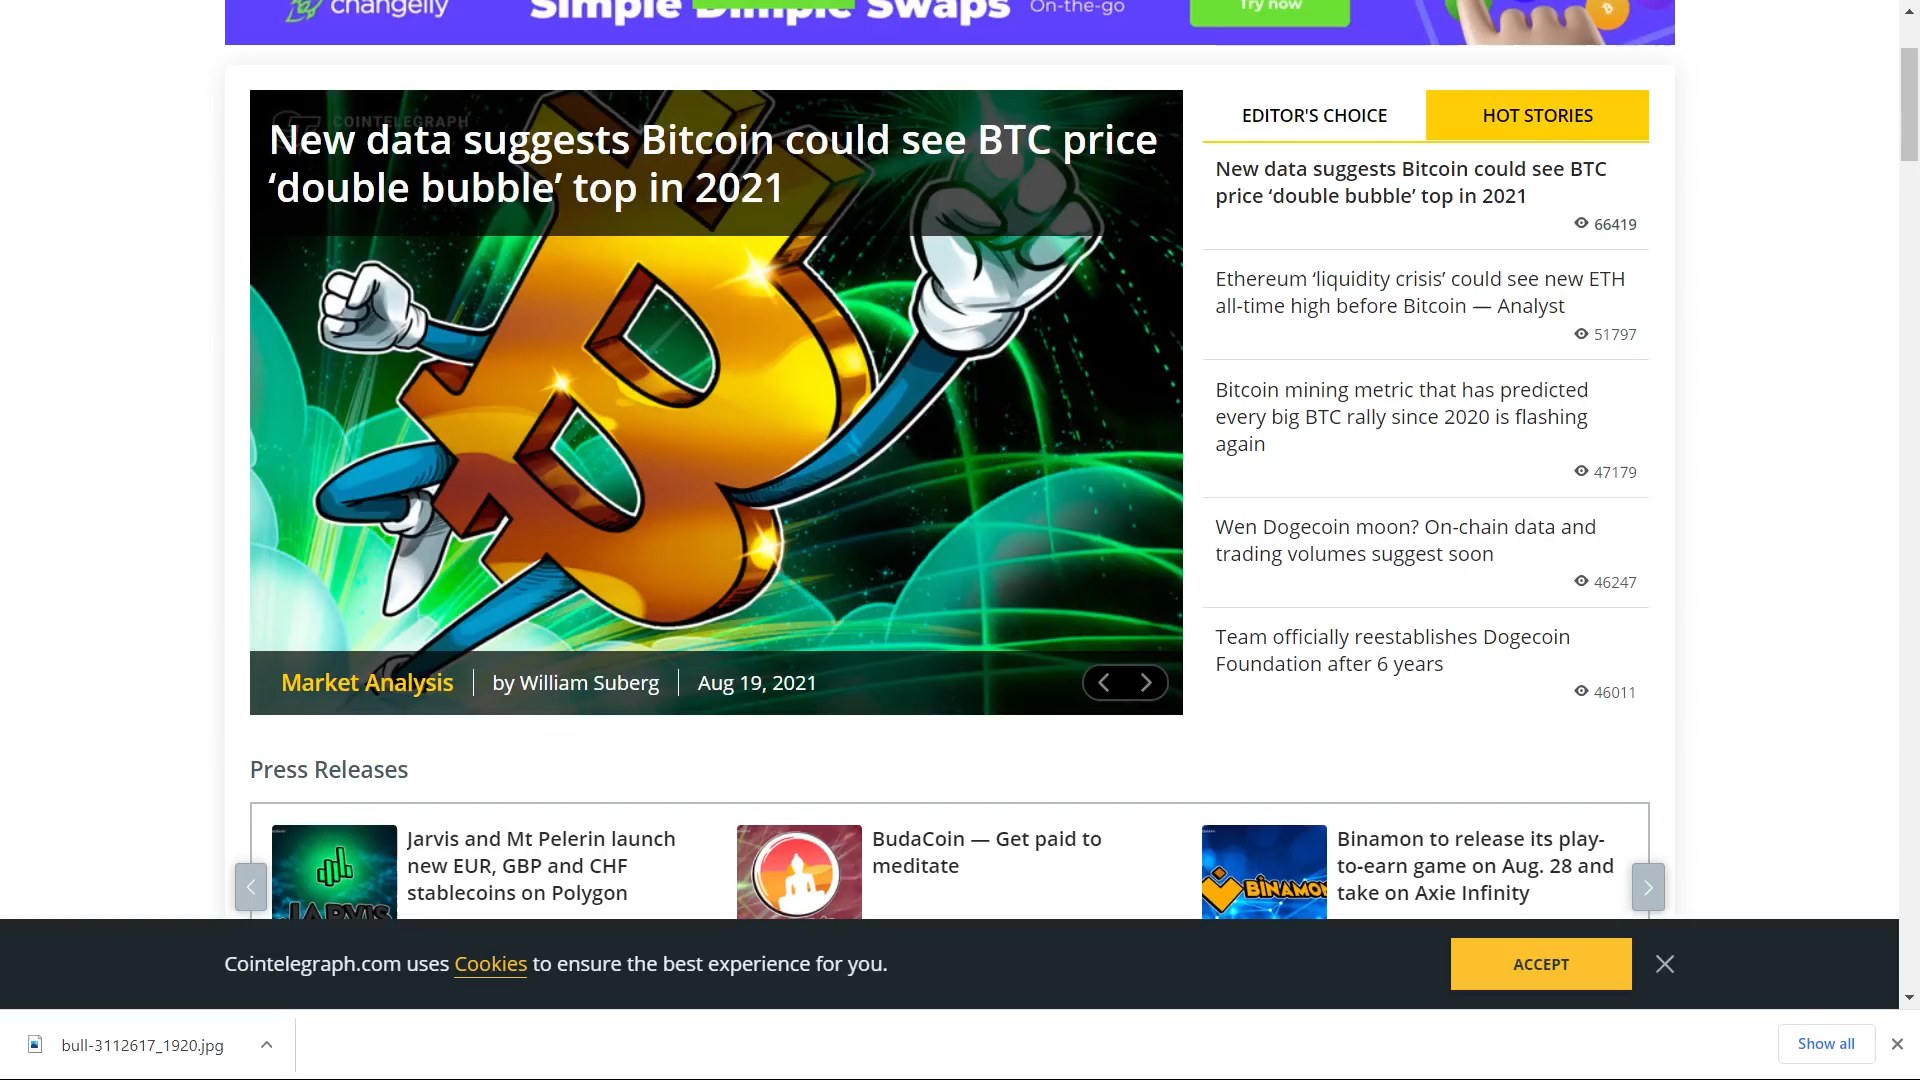 changelly
Simple Dimple Swaps
On-the-go
Try now
COINTELEGRAPH
New data suggests Bitcoin could see BTC price
‘double bubble’ top in 2021
Market Analysis
by William Suberg
Aug 19, 2021
EDITOR'S CHOICE
HOT STORIES
New data suggests Bitcoin could see BTC
price ‘double bubble’ top in 2021
66419
Ethereum ‘liquidity crisis’ could see new ETH
all-time high before Bitcoin — Analyst
51797
Bitcoin mining metric that has predicted
every big BTC rally since 2020 is flashing
again
47179
Wen Dogecoin moon? On-chain data and
trading volumes suggest soon
46247
Team officially reestablishes Dogecoin
Foundation after 6 years
46011
Press Releases
Jarvis and Mt Pelerin launch
new EUR, GBP and CHF
stablecoins on Polygon
JARVIS
BudaCoin — Get paid to
meditate
BINAMON
Binamon to release its play-
to-earn game on Aug. 28 and
take on Axie Infinity
Cointelegraph.com uses Cookies to ensure the best experience for you.
ACCEPT
bull-3112617_1920.jpg
Show all